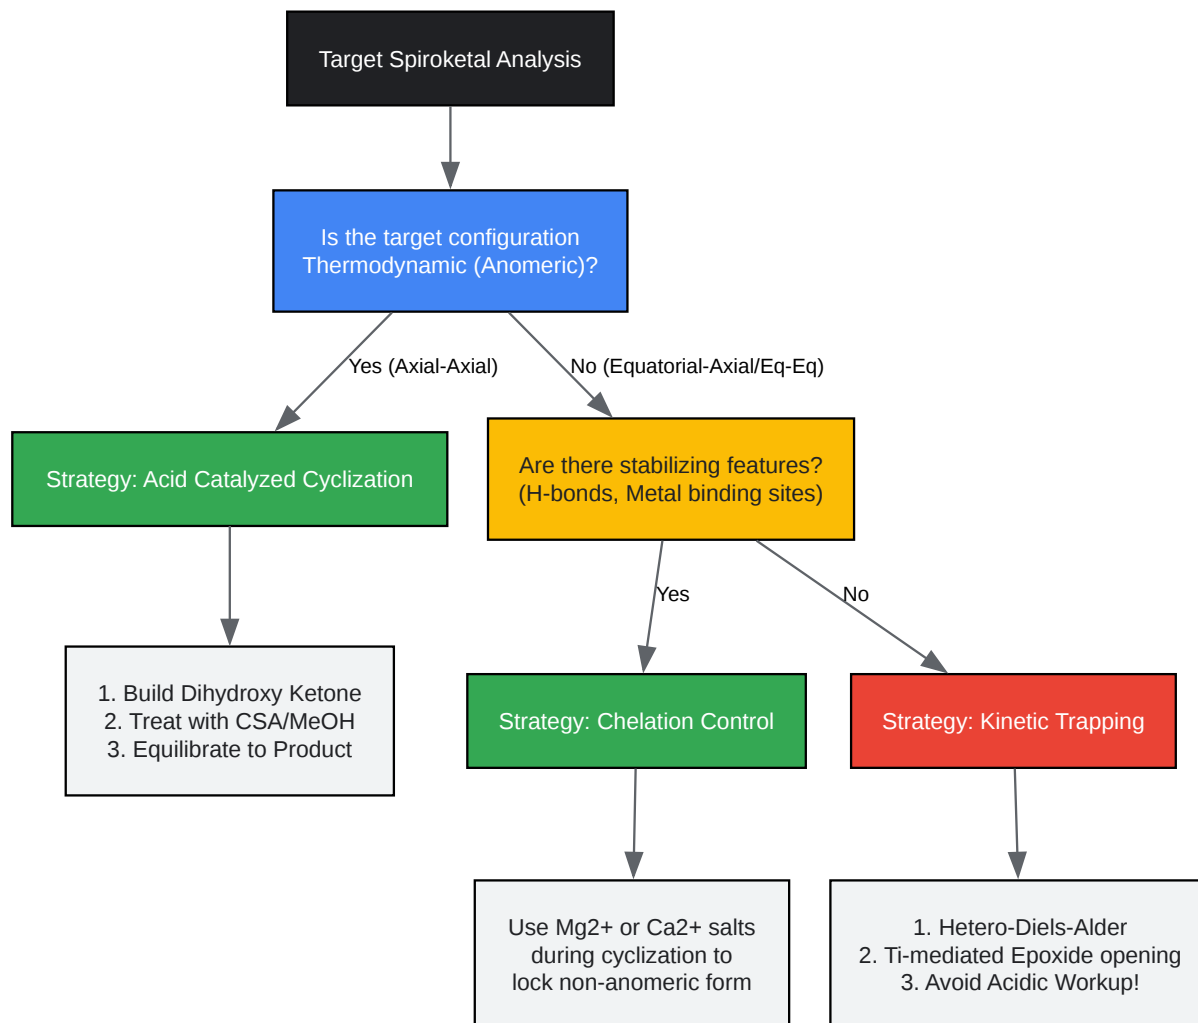 Target Spiroketal Analysis
Is the target configuration
Thermodynamic (Anomeric)?
Yes (Axial-Axial)
No (Equatorial-Axial/Eq-Eq)
Strategy: Acid Catalyzed Cyclization
Are there stabilizing features?
(H-bonds, Metal binding sites)
Yes
No
1. Build Dihydroxy Ketone
2. Treat with CSA/MeOH
3. Equilibrate to Product
Strategy: Chelation Control
Strategy: Kinetic Trapping
Use Mg2+ or Ca2+ salts
during cyclization to
lock non-anomeric form
1. Hetero-Diels-Alder
2. Ti-mediated Epoxide opening
3. Avoid Acidic Workup!